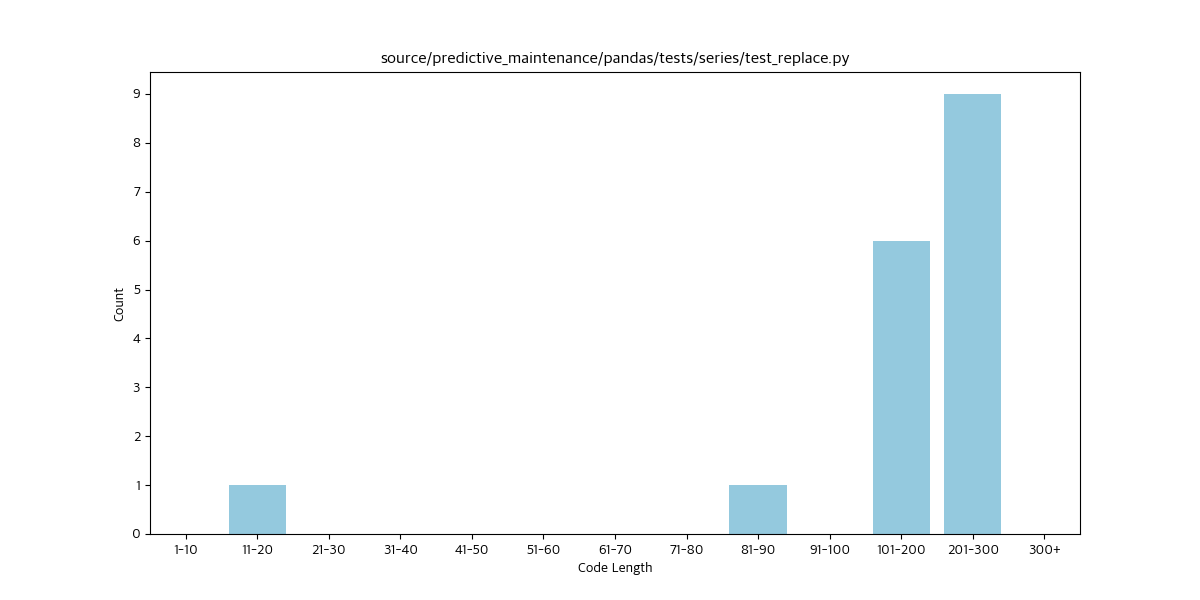 source/predictive_maintenance/pandas/tests/series/test_replace.py
9
8
7
6
5
4
3
2
1
0
Count
1-10 11-20 21-30 31-40 41-50 51-60 61-70 71-80 81-90 91-100 101-200 201-300 300+
Code Length